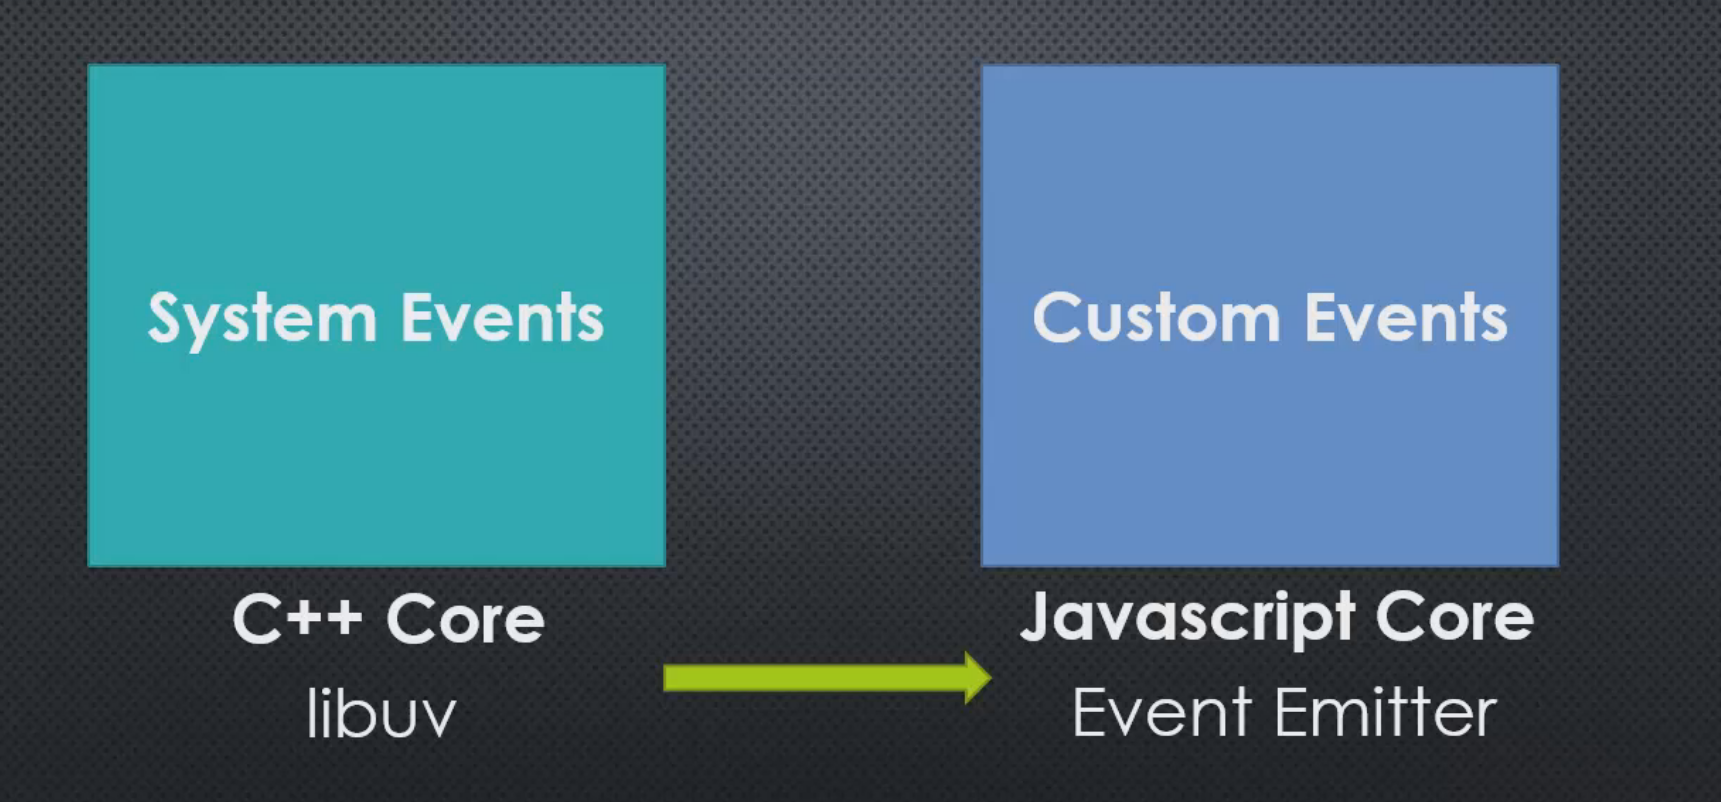 System Events
Custom Events
C++ Core
libuv
Javascript Core
Event Emitter